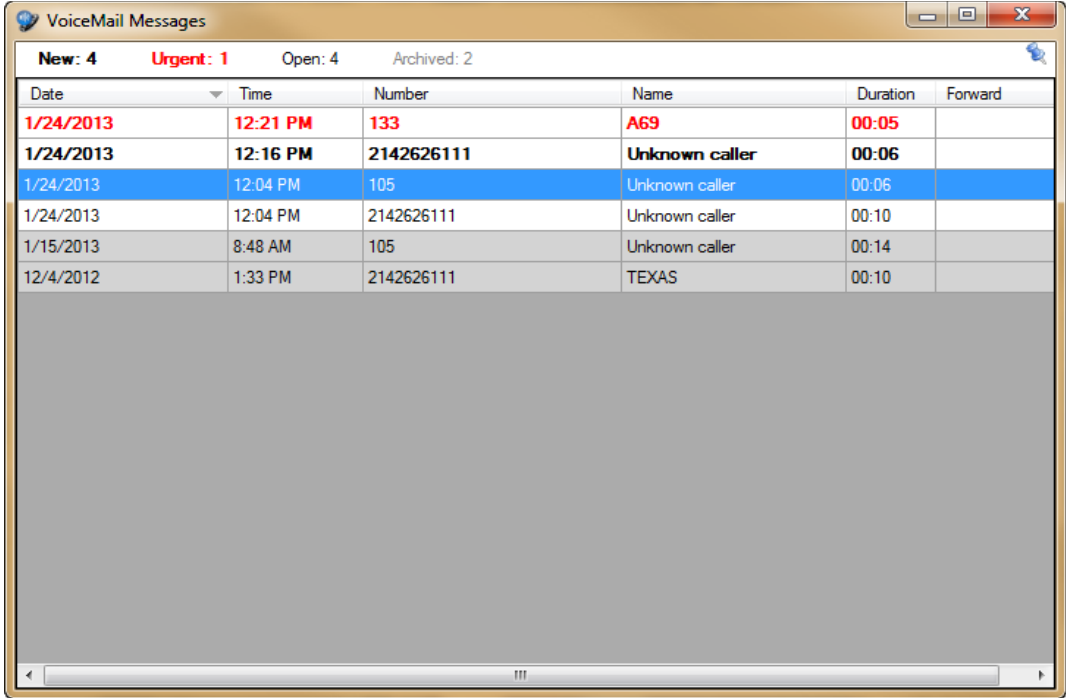 VoiceMail Messages
New: 4 Urgent: 1 Open: 4 Archived: 2
Date Time Number Name Duration Forward
1/24/2013 12:21 PM 133 A69 00:05
1/24/2013 12:16 PM 2142626111 Unknown caller 00:06
1/24/2013 12:04 PM 105 Unknown caller 00:06
1/24/2013 12:04 PM 2142626111 Unknown caller 00:10
1/15/2013 8:48 AM 105 Unknown caller 00:14
12/4/2012 1:33 PM 2142626111 TEXAS 00:10